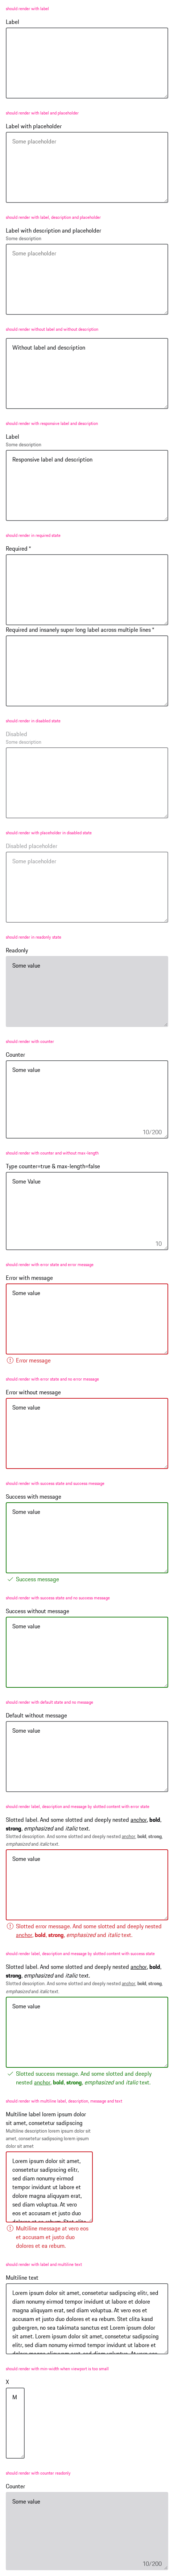 should render with label
Label
should render with label and placeholder
Label with placeholder
Some placeholder
should render with label, description and placeholder
Label with description and placeholder
Some description
Some placeholder
should render without label and without description
Without label and description
should render with responsive label and description
Label
Some description
Responsive label and description
should render in required state
Required *
Required and insanely super long label across multiple lines *
should render in disabled state
Disabled
Some description
should render with placeholder in disabled state
Disabled placeholder
Some placeholder
should render in readonly state
Readonly
Some value
should render with counter
Counter
Some value
10/200
should render with counter and without max-length
Type counter=true & max-length=false
Some Value
10
should render with error state and error message
Error with message
Some value
Error message
should render with error state and no error message
Error without message
Some value
should render with success state and success message
Success with message
Some value
Success message
should render with success state and no success message
Success without message
Some value
should render with default state and no message
Default without message
Some value
should render label, description and message by slotted content with error state
Slotted label. And some slotted and deeply nested anchor, bold,
strong, emphasized and italic text.
Slotted description. And some slotted and deeply nested anchor, bold, strong,
emphasized and italic text.
Some value
Slotted error message. And some slotted and deeply nested
anchor, bold, strong, emphasized and italic text.
should render label, description and message by slotted content with success state
Slotted label. And some slotted and deeply nested anchor, bold,
strong, emphasized and italic text.
Slotted description. And some slotted and deeply nested anchor, bold, strong,
emphasized and italic text.
Some value
Slotted success message. And some slotted and deeply
nested anchor, bold, strong, emphasized and italic text.
should render with multiline label, description, message and text
Multiline label lorem ipsum dolor
sit amet, consetetur sadipscing
Multiline description lorem ipsum dolor sit
amet, consetetur sadipscing lorem ipsum
dolor sit amet
Lorem ipsum dolor sit amet,
consetetur sadipscing elitr,
sed diam nonumy eirmod
tempor invidunt ut labore et
dolore magna aliquyam erat,
sed diam voluptua. At vero
eos et accusam et justo duo
Multiline message at vero eos
et accusam et justo duo
dolores et ea rebum.
should render with label and multiline text
Multiline text
Lorem ipsum dolor sit amet, consetetur sadipscing elitr, sed
diam nonumy eirmod tempor invidunt ut labore et dolore
magna aliquyam erat, sed diam voluptua. At vero eos et
accusam et justo duo dolores et ea rebum. Stet clita kasd
gubergren, no sea takimata sanctus est Lorem ipsum dolor
sit amet. Lorem ipsum dolor sit amet, consetetur sadipscing
elitr, sed diam nonumy eirmod tempor invidunt ut labore et
should render with min-width when viewport is too small
X
M
should render with counter readonly
Counter
Some value
10/200